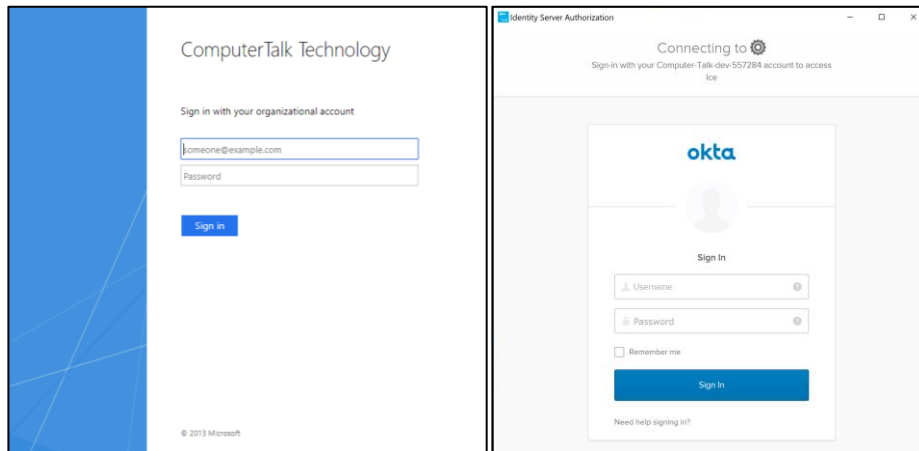 ComputerTalk Technology
Sign in with your organizational account
someone@example.com
Password
Sign in
© 2013 Microsoft
Identity Server Authorization
Connecting to
Sign-in with your Computer-Talk-dev-557284 account to access
Ice
okta
Sign In
Username
Password
Remember me
Sign In
Need help signing in?